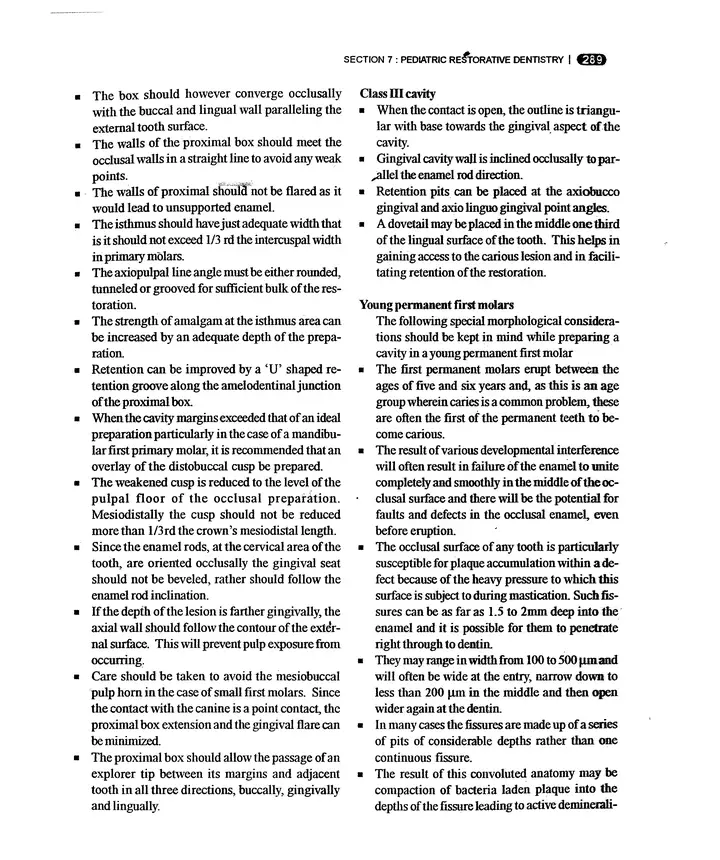 SECTION 7 : PEDIATRIC RESTORATIVE DENTISTRY | 289
■ The box should however converge occlusally
with the buccal and lingual wall paralleling the
external tooth surface.
■ The walls of the proximal box should meet the
occlusal walls in a straight line to avoid any weak
points.
■ The walls of proximal should not be flared as it
would lead to unsupported enamel.
■ The isthmus should have just adequate width that
is it should not exceed 1/3 rd the intercuspal width
in primary molars.
■ The axiopulpal line angle must be either rounded,
tunneled or grooved for sufficient bulk of the res-
toration.
■ The strength of amalgam at the isthmus area can
be increased by an adequate depth of the prepa-
ration.
■ Retention can be improved by a ‘U’ shaped re-
tention groove along the amelodentinal junction
of the proximal box.
■ When the cavity margins exceeded that of an ideal
preparation particularly in the case of a mandibu-
lar first primary molar, it is recommended that an
overlay of the distobuccal cusp be prepared.
■ The weakened cusp is reduced to the level of the
pulpal floor of the occlusal preparation.
Mesiodistally the cusp should not be reduced
more than 1/3rd the crown’s mesiodistal length.
■ Since the enamel rods, at the cervical area of the
tooth, are oriented occlusally the gingival seat
should not be beveled, rather should follow the
enamel rod inclination.
■ If the depth of the lesion is farther gingivally, the
axial wall should follow the contour of the exter-
nal surface. This will prevent pulp exposure from
occurring.
■ Care should be taken to avoid the mesiobuccal
pulp horn in the case of small first molars. Since
the contact with the canine is a point contact, the
proximal box extension and the gingival flare can
be minimized.
■ The proximal box should allow the passage of an
explorer tip between its margins and adjacent
tooth in all three directions, buccally, gingivally
and lingually.
Class III cavity
■ When the contact is open, the outline is triangu-
lar with base towards the gingival aspect of the
cavity.
■ Gingival cavity wall is inclined occlusally to par-
allel the enamel rod direction.
■ Retention pits can be placed at the axiobucco
gingival and axio linguo gingival point angles.
■ A dovetail may be placed in the middle one third
of the lingual surface of the tooth. This helps in
gaining access to the carious lesion and in facili-
tating retention of the restoration.
Young permanent first molars
The following special morphological considera-
tions should be kept in mind while preparing a
cavity in a young permanent first molar
■ The first permanent molars erupt between the
ages of five and six years and, as this is an age
group wherein caries is a common problem, these
are often the first of the permanent teeth to be-
come carious.
■ The result of various developmental interference
will often result in failure of the enamel to unite
completely and smoothly in the middle of the oc-
clusal surface and there will be the potential for
faults and defects in the occlusal enamel, even
before eruption.
■ The occlusal surface of any tooth is particularly
susceptible for plaque accumulation within a de-
fect because of the heavy pressure to which this
surface is subject to during mastication. Such fis-
sures can be as far as 1.5 to 2mm deep into the
enamel and it is possible for them to penetrate
right through to dentin.
■ They may range in width from 100 to 500 µm and
will often be wide at the entry, narrow down to
less than 200 µm in the middle and then open
wider again at the dentin.
■ In many cases the fissures are made up of a series
of pits of considerable depths rather than one
continuous fissure.
■ The result of this convoluted anatomy may be
compaction of bacteria laden plaque into the
depths of the fissure leading to active deminerali-